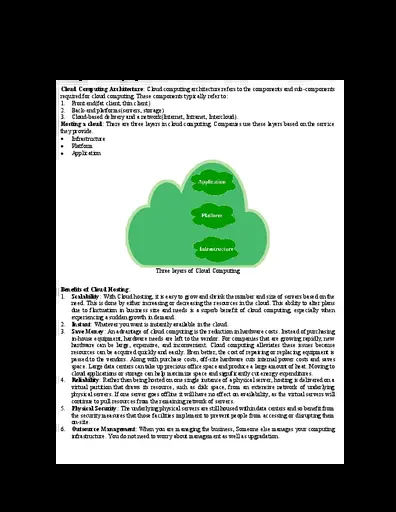 Cloud Computing Architecture: Cloud computing architecture refers to the components and sub-components
required for cloud computing. These components typically refer to:
1. Front end(fat client, thin client)
2. Back-end platforms(servers, storage)
3. Cloud-based delivery and a network(Internet, Intranet, Intercloud).
Hosting a cloud: There are three layers in cloud computing. Companies use these layers based on the service
they provide.
• Infrastructure
• Platform
• Application
Application
Platform
Infrastructure
Three layers of Cloud Computing
Benefits of Cloud Hosting:
1. Scalability: With Cloud hosting, it is easy to grow and shrink the number and size of servers based on the
need. This is done by either increasing or decreasing the resources in the cloud. This ability to alter plans
due to fluctuation in business size and needs is a superb benefit of cloud computing, especially when
experiencing a sudden growth in demand.
2. Instant: Whatever you want is instantly available in the cloud.
3. Save Money: An advantage of cloud computing is the reduction in hardware costs. Instead of purchasing
in-house equipment, hardware needs are left to the vendor. For companies that are growing rapidly, new
hardware can be large, expensive, and inconvenient. Cloud computing alleviates these issues because
resources can be acquired quickly and easily. Even better, the cost of repairing or replacing equipment is
passed to the vendors. Along with purchase costs, off-site hardware cuts internal power costs and saves
space. Large data centers can take up precious office space and produce a large amount of heat. Moving to
cloud applications or storage can help maximize space and significantly cut energy expenditures.
4. Reliability: Rather than being hosted on one single instance of a physical server, hosting is delivered on a
virtual partition that draws its resource, such as disk space, from an extensive network of underlying
physical servers. If one server goes offline it will have no effect on availability, as the virtual servers will
continue to pull resources from the remaining network of servers.
5. Physical Security: The underlying physical servers are still housed within data centers and so benefit from
the security measures that those facilities implement to prevent people from accessing or disrupting them
on-site.
6. Outsource Management: When you are managing the business, Someone else manages your computing
infrastructure. You do not need to worry about management as well as upgradation.